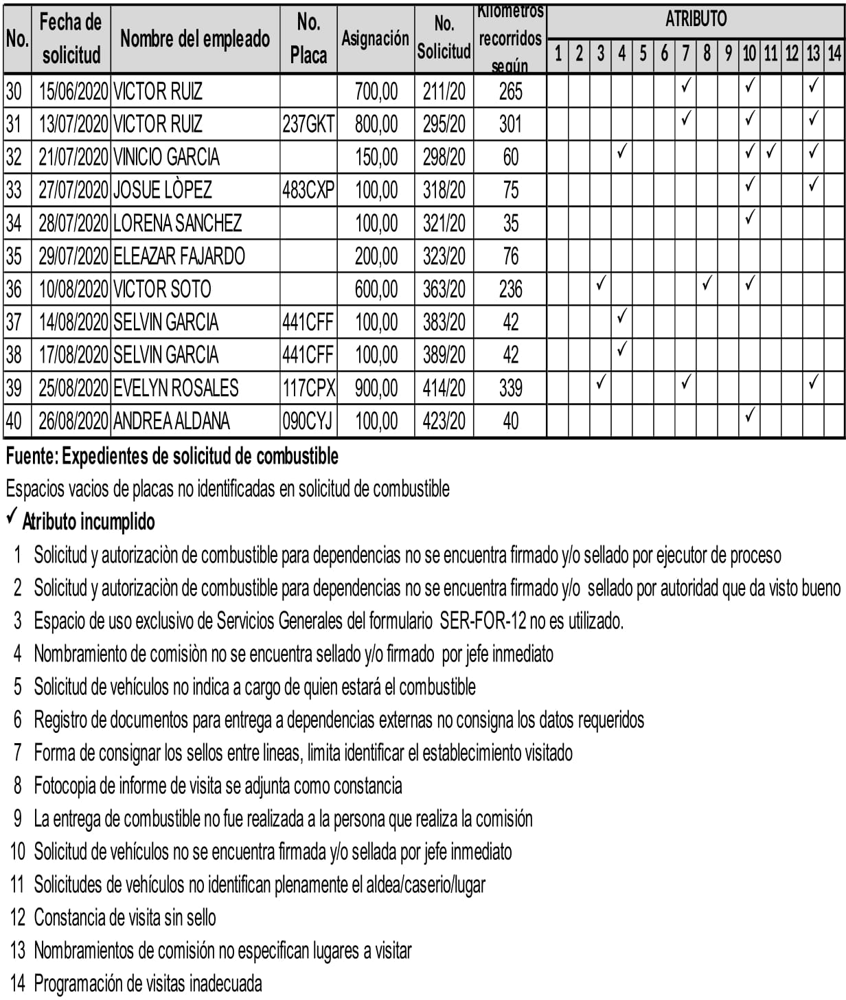 No. Fecha de solicitud Nombre del empleado No. Placa Asignación No. Solicitud Kilometros recorridos según ATRIBUTO
1 2 3 4 5 6 7 8 9 10 11 12 13 14
30 15/06/2020 VICTOR RUIZ 700,00 211/20 265 ✓ ✓ ✓
31 13/07/2020 VICTOR RUIZ 237GKT 800,00 295/20 301 ✓ ✓ ✓
32 21/07/2020 VINICIO GARCIA 150,00 298/20 60 ✓ ✓ ✓ ✓
33 27/07/2020 JOSUE LÒPEZ 483CXP 100,00 318/20 75 ✓ ✓
34 28/07/2020 LORENA SANCHEZ 100,00 321/20 35 ✓
35 29/07/2020 ELEAZAR FAJARDO 200,00 323/20 76
36 10/08/2020 VICTOR SOTO 600,00 363/20 236 ✓ ✓ ✓
37 14/08/2020 SELVIN GARCIA 441CFF 100,00 383/20 42 ✓
38 17/08/2020 SELVIN GARCIA 441CFF 100,00 389/20 42 ✓
39 25/08/2020 EVELYN ROSALES 117CPX 900,00 414/20 339 ✓ ✓ ✓
40 26/08/2020 ANDREA ALDANA 090CYJ 100,00 423/20 40 ✓
Fuente: Expedientes de solicitud de combustible
Espacios vacios de placas no identificadas en solicitud de combustible
✓ Atributo incumplido
1 Solicitud y autorizaciòn de combustible para dependencias no se encuentra firmado y/o sellado por ejecutor de proceso
2 Solicitud y autorizaciòn de combustible para dependencias no se encuentra firmado y/o sellado por autoridad que da visto bueno
3 Espacio de uso exclusivo de Servicios Generales del formulario SER-FOR-12 no es utilizado.
4 Nombramiento de comisiòn no se encuentra sellado y/o firmado por jefe inmediato
5 Solicitud de vehículos no indica a cargo de quien estará el combustible
6 Registro de documentos para entrega a dependencias externas no consigna los datos requeridos
7 Forma de consignar los sellos entre lineas, limita identificar el establecimiento visitado
8 Fotocopia de informe de visita se adjunta como constancia
9 La entrega de combustible no fue realizada a la persona que realiza la comisión
10 Solicitud de vehículos no se encuentra firmada y/o sellada por jefe inmediato
11 Solicitudes de vehículos no identifican plenamente el aldea/caserio/lugar
12 Constancia de visita sin sello
13 Nombramientos de comisión no especifican lugares a visitar
14 Programación de visitas inadecuada